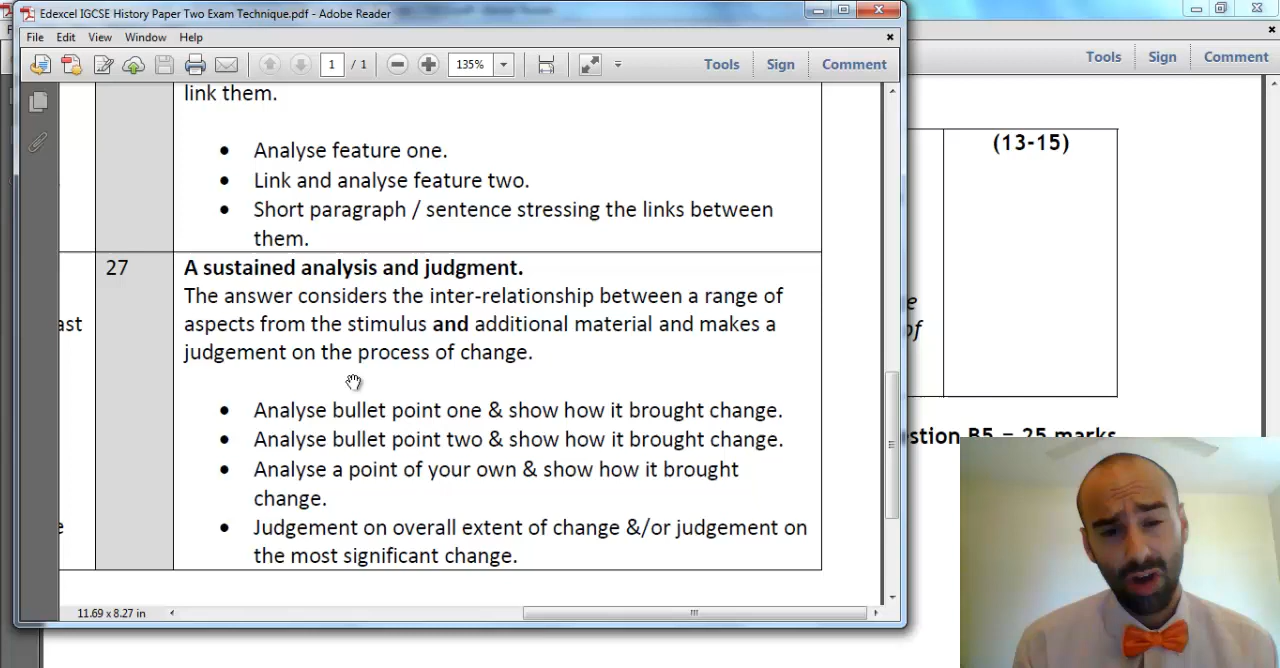 Edexcel IGCSE History Paper Two Exam Technique.pdf - Adobe Reader
File Edit View Window Help
1 / 1 135% Tools Sign Comment
Tools Sign Comment
link them.
• Analyse feature one.
• Link and analyse feature two.
• Short paragraph / sentence stressing the links between
them.
27
A sustained analysis and judgment.
The answer considers the inter-relationship between a range of
aspects from the stimulus and additional material and makes a
judgement on the process of change.
• Analyse bullet point one & show how it brought change.
• Analyse bullet point two & show how it brought change.
• Analyse a point of your own & show how it brought
change.
• Judgement on overall extent of change &/or judgement on
the most significant change.
ast
e
11.69 x 8.27 in
(13-15)
e
of
stion B5 = 25 marks